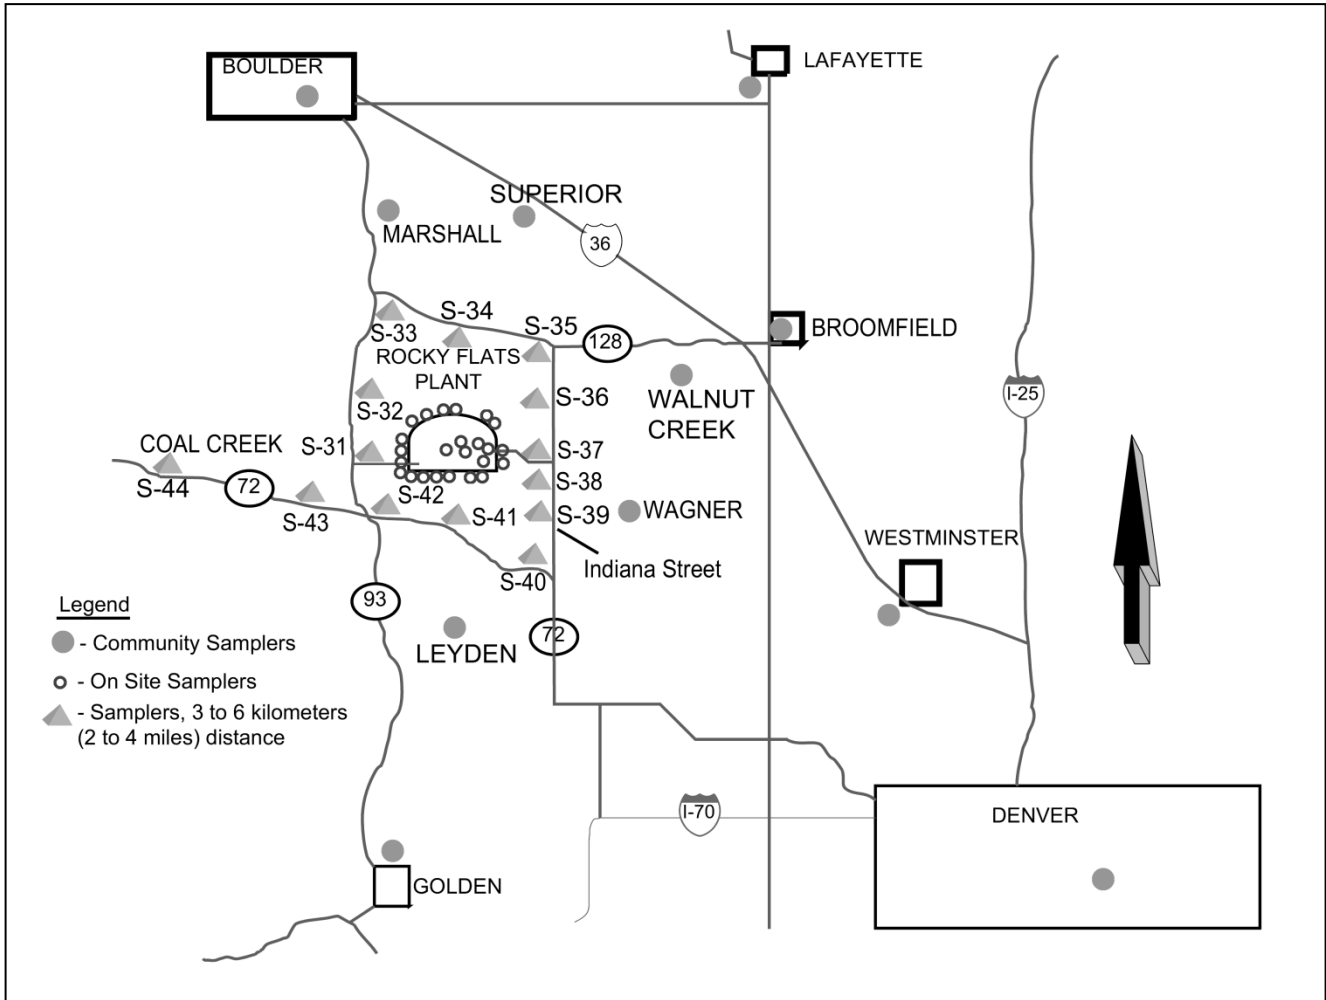 BOULDER
LAFAYETTE
SUPERIOR
MARSHALL
36
S-34
S-33
S-35
128
BROOMFIELD
ROCKY FLATS
PLANT
S-32
S-36
WALNUT
CREEK
I-25
COAL CREEK
S-31
S-37
S-44
72
S-42
S-38
S-43
S-41
S-39
WAGNER
WESTMINSTER
S-40
Indiana Street
93
Legend
- Community Samplers
LEYDEN
72
- On Site Samplers
- Samplers, 3 to 6 kilometers
(2 to 4 miles) distance
I-70
DENVER
GOLDEN